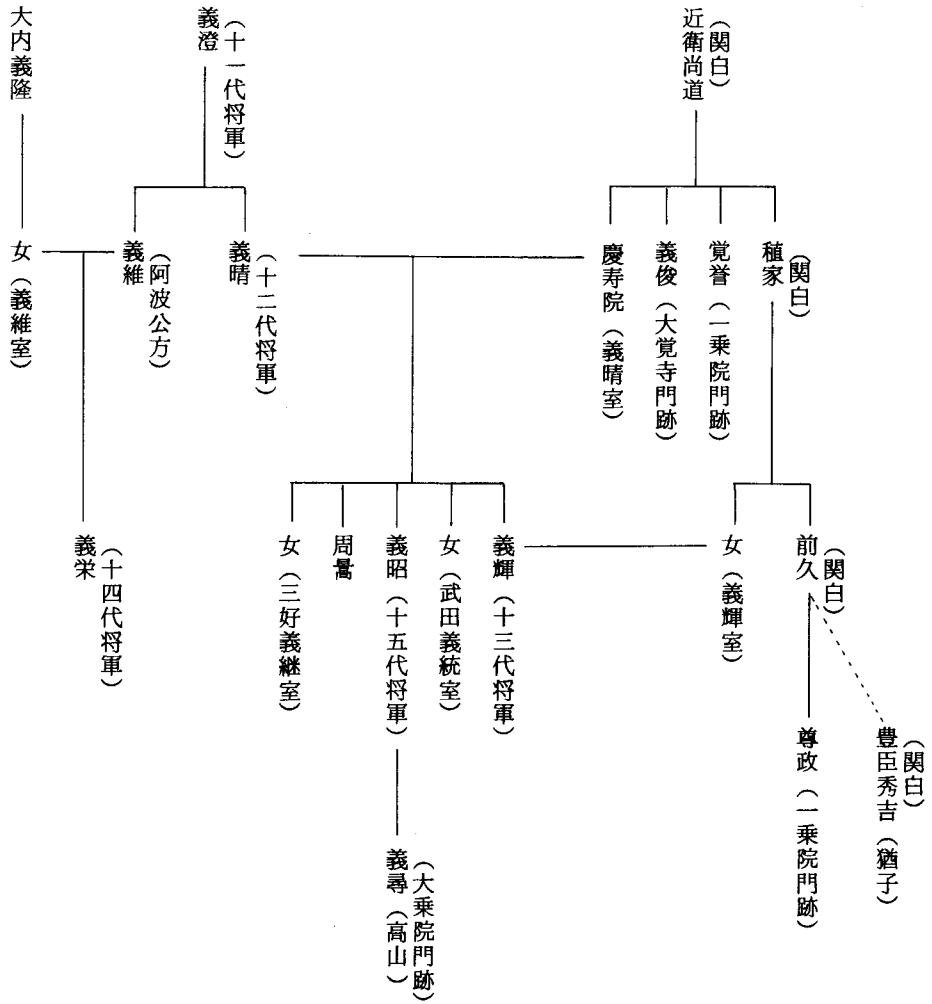 (関白)
近衛尚道
(十一代将軍)
義澄
大内義隆
(関白)
稙家
覚誉(一乗院門跡)
義俊(大覚寺門跡)
慶寿院(義晴室)
(十二代将軍)
義晴
(阿波公方)
義維
女(義維室)
(関白)
前久
女(義輝室)
義輝(十三代将軍)
女(武田義統室)
義昭(十五代将軍)
周暠
女(三好義継室)
(十四代将軍)
義栄
(関白)
豊臣秀吉(猶子)
尊政(一乗院門跡)
(大乗院門跡)
義尋(高山)